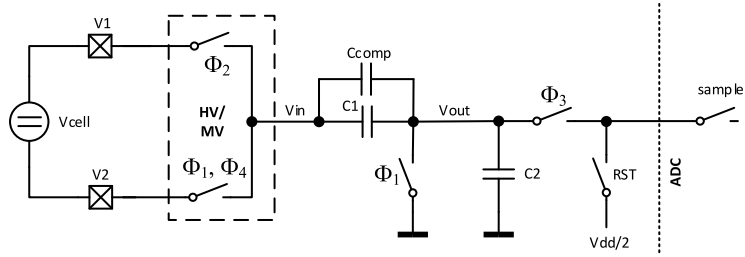 V1
Ccomp
Φ2
Φ3
sample
HV/
MV
Vin
C1
Vout
Vcell
Φ1, Φ4
V2
Φ1
C2
RST
ADC
Vdd/2